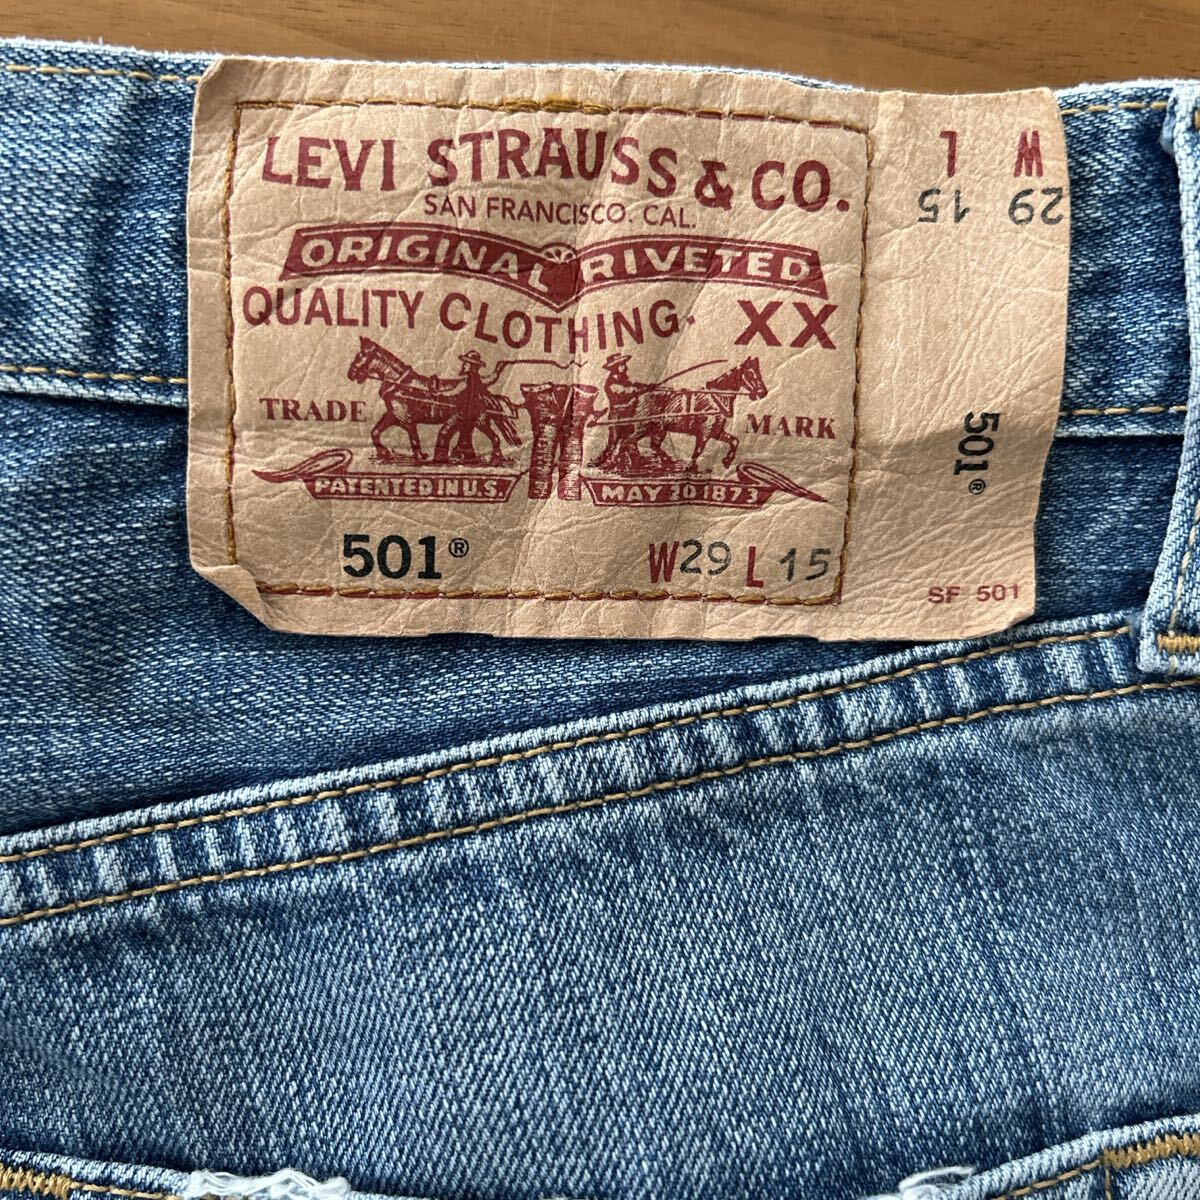 LEVI STRAUSS & CO.
SAN FRANCISCO. CAL.
ORIGINAL RIVETED
QUALITY CLOTHING. XX
TRADE MARK
PATENTED IN U.S. MAY 20 1873
501® W29 L 15
W L
29 15
501®
SF 501